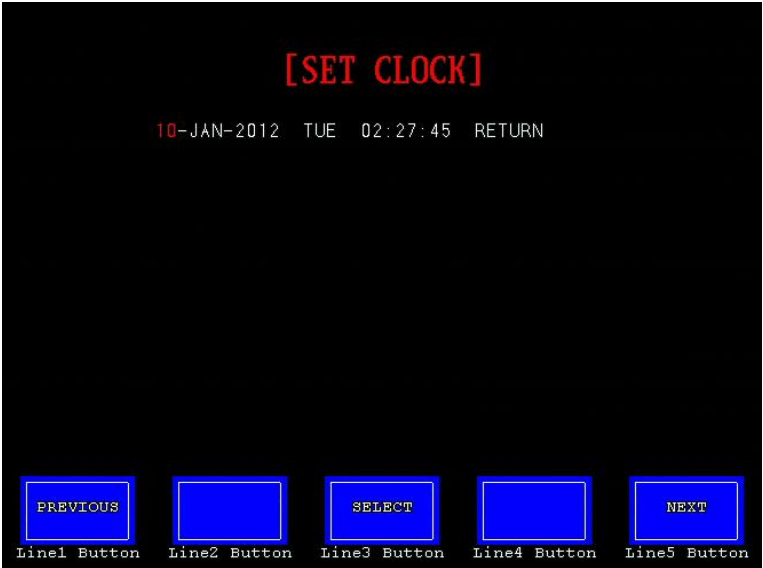 [SET CLOCK]
10-JAN-2012 TUE 02:27:45 RETURN
PREVIOUS SELECT NEXT
Line1 Button Line2 Button Line3 Button Line4 Button Line5 Button